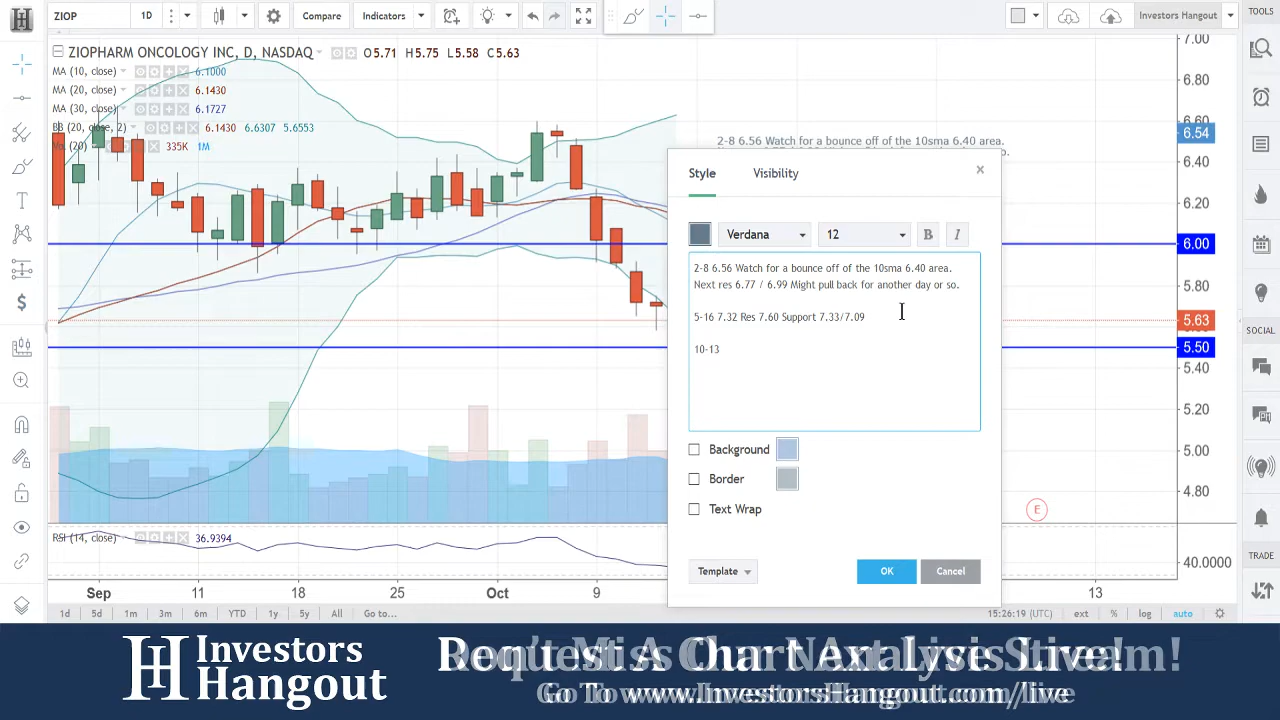 ZIOP 1D Compare Indicators Investors Hangout TOOLS
ZIOPHARM ONCOLOGY INC, D, NASDAQ O5.71 H5.75 L5.58 C5.63
MA (10, close) 6.1000
MA (20, close) 6.1430
MA (30, close) 6.1727
BB (20, close, 2) 6.1430 6.6307 5.6553
(20) 335K 1M
2-8 6.56 Watch for a bounce off of the 10sma 6.40 area.
7.00
6.80
6.60
6.54
6.40
6.20
6.00
5.80
5.63
5.50
5.40
5.20
5.00
4.80
40.0000
Style Visibility
Verdana 12 B I
2-8 6.56 Watch for a bounce off of the 10sma 6.40 area.
Next res 6.77 / 6.99 Might pull back for another day or so.
5-16 7.32 Res 7.60 Support 7.33/7.09
10-13
Background
Border
Text Wrap
Template OK Cancel
E
SOCIAL
TRADE
RSI (14, close) 36.9394
Sep 11 18 25 Oct 9 13
1d 5d 1m 3m 6m YTD 1y 5y All Go to... 15:26:19 (UTC) ext % log auto
H Investors
Hangout
Go To www.InvestorsHangout.com/live